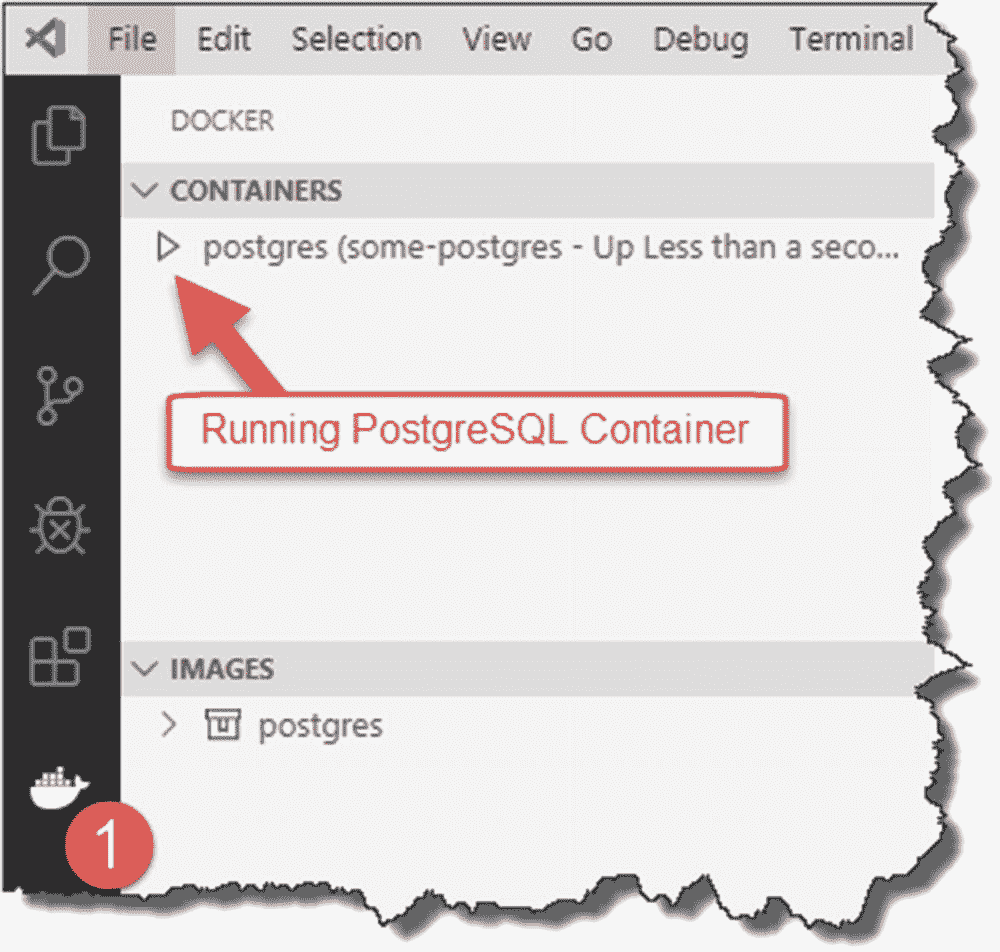 File Edit Selection View Go Debug Terminal
DOCKER
CONTAINERS
postgres (some-postgres - Up Less than a seco...
Running PostgreSQL Container
IMAGES
postgres
1